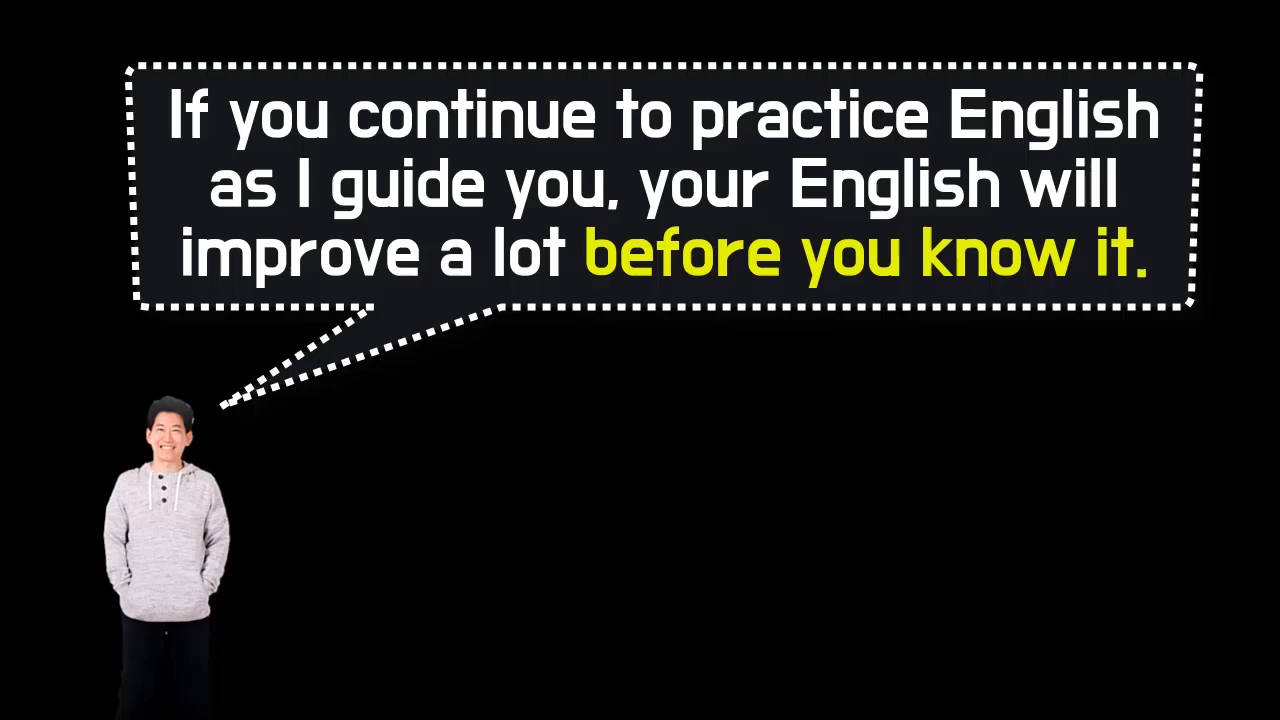 If you continue to practice English
as I guide you, your English will
improve a lot before you know it.